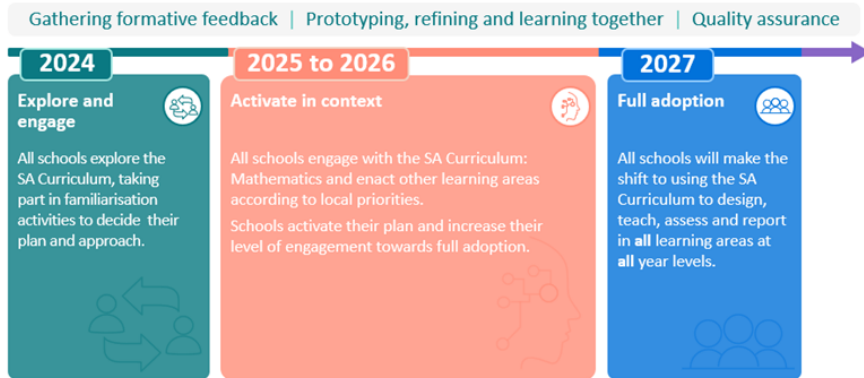 Gathering formative feedback | Prototyping, refining and learning together | Quality assurance
2024
Explore and
engage
All schools explore the
SA Curriculum, taking
part in familiarisation
activities to decide their
plan and approach.
2025 to 2026
Activate in context
All schools engage with the SA Curriculum:
Mathematics and enact other learning areas
according to local priorities.
Schools activate their plan and increase their
level of engagement towards full adoption.
2027
Full adoption
All schools will make the
shift to using the SA
Curriculum to design,
teach, assess and report
in all learning areas at
all year levels.